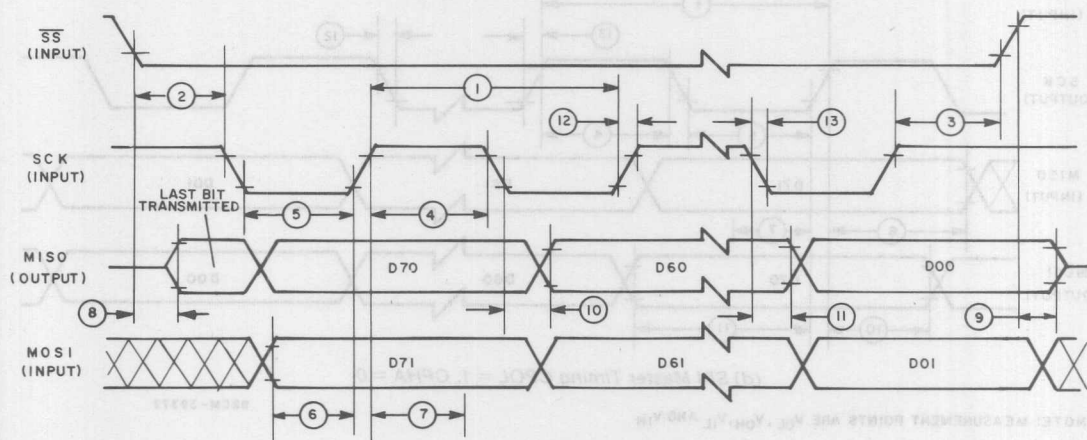 SS
(INPUT)
2
1
12
13
3
SCK
(INPUT)
LAST BIT
TRANSMITTED
5
4
MISO
(OUTPUT)
D70
D60
D00
8
10
11
9
MOSI
(INPUT)
D71
D61
D01
6
7